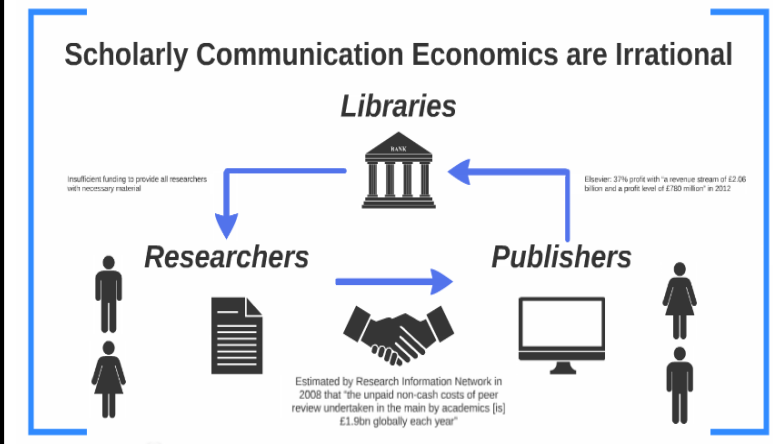 Scholarly Communication Economics are Irrational
Libraries
BANK
Insufficient funding to provide all researchers
with necessary material
Elsevier: 37% profit with “a revenue stream of £2.06
billion and a profit level of £780 million” in 2012
Researchers
Publishers
Estimated by Research Information Network in
2008 that “the unpaid non-cash costs of peer
review undertaken in the main by academics [is]
£1.9bn globally each year”